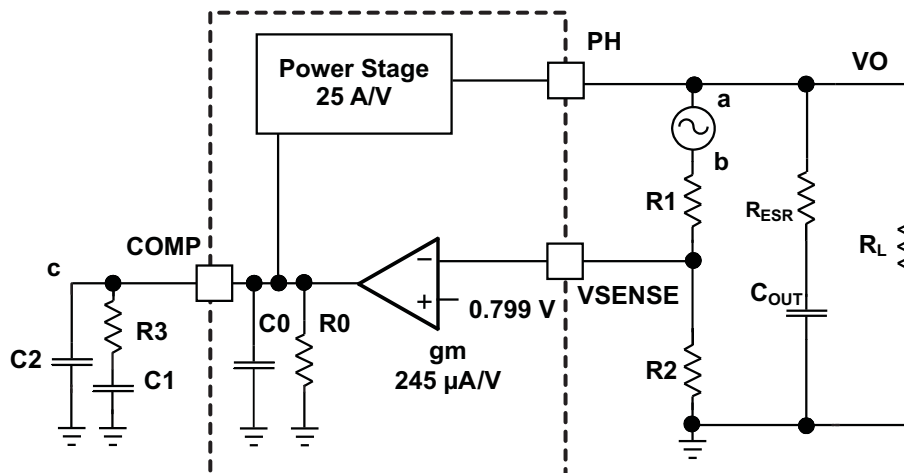 PH
VO
Power Stage
25 A/V
a
b
R1
RESR
RL
COMP
VSENSE
c
R3
C0
R0
0.799 V
COUT
C2
C1
gm
245 µA/V
R2